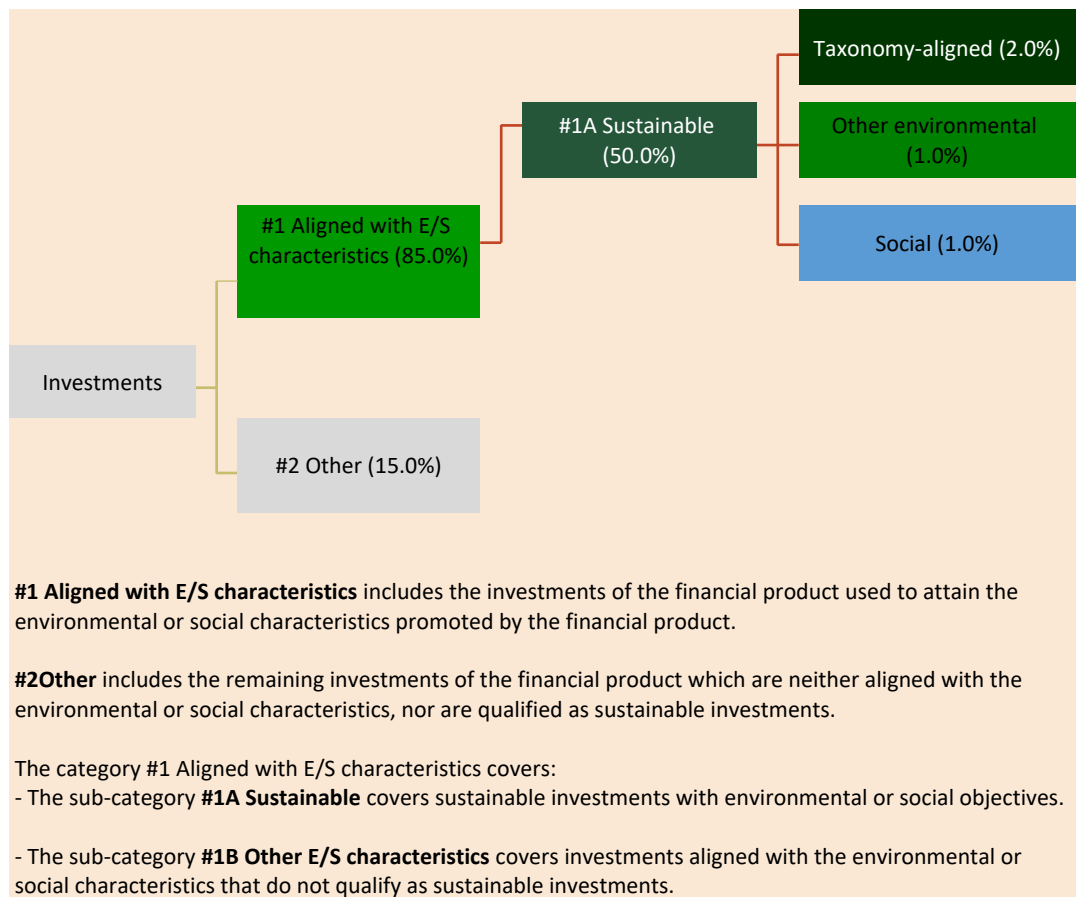 Taxonomy-aligned (2.0%)
#1A Sustainable
(50.0%)
Other environmental
(1.0%)
#1 Aligned with E/S
characteristics (85.0%)
Social (1.0%)
Investments
#2 Other (15.0%)
#1 Aligned with E/S characteristics includes the investments of the financial product used to attain the
environmental or social characteristics promoted by the financial product.
#2Other includes the remaining investments of the financial product which are neither aligned with the
environmental or social characteristics, nor are qualified as sustainable investments.
The category #1 Aligned with E/S characteristics covers:
- The sub-category #1A Sustainable covers sustainable investments with environmental or social objectives.
- The sub-category #1B Other E/S characteristics covers investments aligned with the environmental or
social characteristics that do not qualify as sustainable investments.